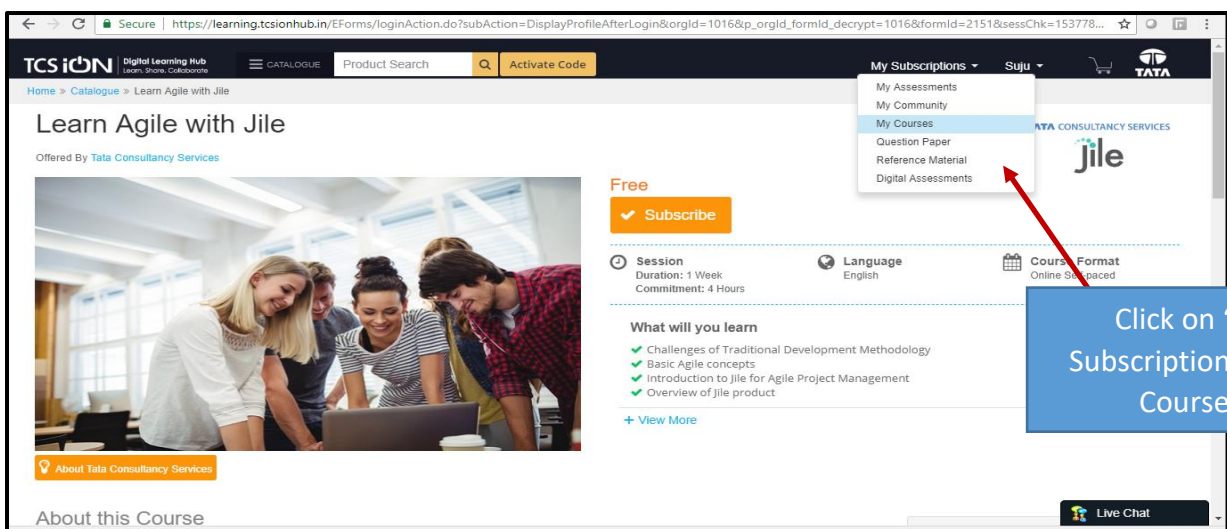 Secure | https://learning.tcsionhub.in/EForms/loginAction.do?subAction=DisplayProfileAfterLogin&orgId=1016&p_orgId_formId_decrypt=1016&formId=2151&sessChk=153778...
TCS iON Digital Learning Hub
Learn. Share. Collaborate
CATALOGUE
Product Search
Activate Code
My Subscriptions
Suju
TATA
Home » Catalogue » Learn Agile with Jile
My Assessments
My Community
My Courses
Question Paper
Reference Material
Digital Assessments
Learn Agile with Jile
Offered By Tata Consultancy Services
TATA CONSULTANCY SERVICES
Jile
Free
Subscribe
Session
Duration: 1 Week
Commitment: 4 Hours
Language
English
Course Format
Online Self-paced
What will you learn
Challenges of Traditional Development Methodology
Basic Agile concepts
Introduction to Jile for Agile Project Management
Overview of Jile product
+ View More
Click on
Subscription
Course
About Tata Consultancy Services
About this Course
Live Chat